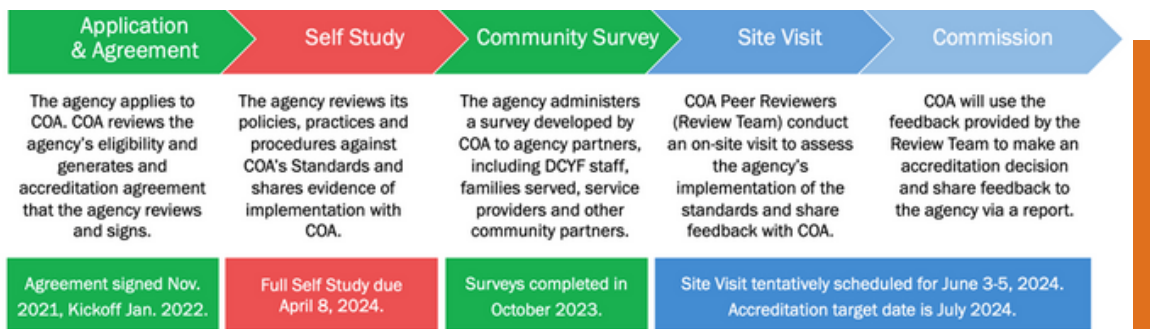 Application
& Agreement
Self Study
Community Survey
Site Visit
Commission
The agency applies to
COA. COA reviews the
agency's eligibility and
generates and
accreditation agreement
that the agency reviews
and signs.
The agency reviews its
policies, practices and
procedures against
COA's Standards and
shares evidence of
implementation with
COA.
The agency administers
a survey developed by
COA to agency partners,
including DCYF staff,
families served, service
providers and other
community partners.
COA Peer Reviewers
(Review Team) conduct
an on-site visit to assess
the agency's
implementation of the
standards and share
feedback with COA.
COA will use the
feedback provided by the
Review Team to make an
accreditation decision
and share feedback to
the agency via a report.
Agreement signed Nov.
2021, Kickoff Jan. 2022.
Full Self Study due
April 8, 2024.
Surveys completed in
October 2023.
Site Visit tentatively scheduled for June 3-5, 2024.
Accreditation target date is July 2024.